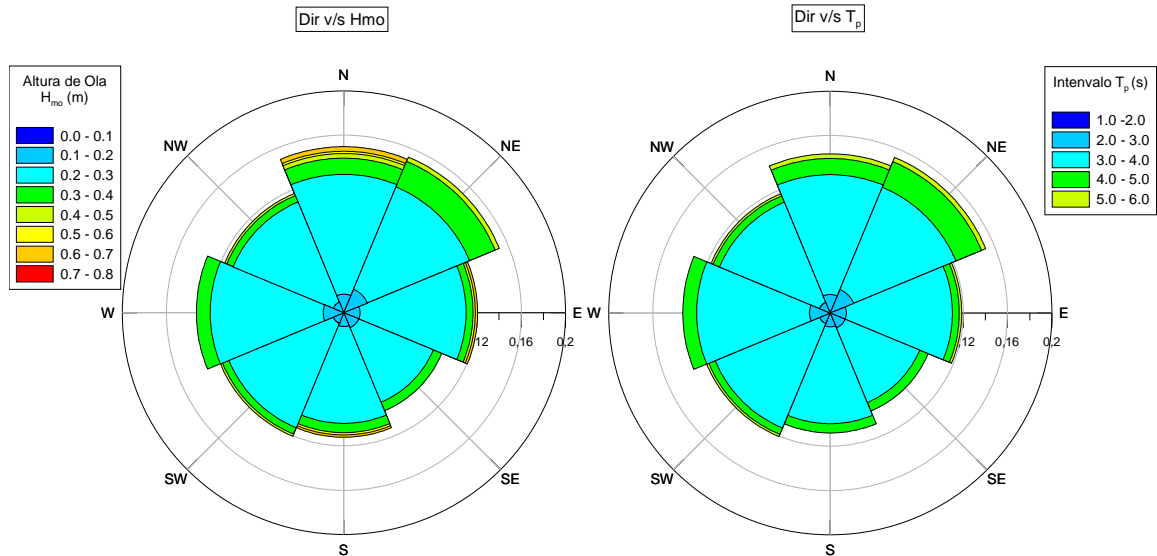 Dir v/s Hmo
Altura de Ola
Hmo (m)
0.0 - 0.1
0.1 - 0.2
0.2 - 0.3
0.3 - 0.4
0.4 - 0.5
0.5 - 0.6
0.6 - 0.7
0.7 - 0.8
N
NE
E
SE
S
SW
W
NW
12
0,16
0,2
Dir v/s Tp
Intenvalo Tp (s)
1.0 -2.0
2.0 - 3.0
3.0 - 4.0
4.0 - 5.0
5.0 - 6.0
N
NE
E
SE
S
SW
W
NW
0,12
0,16
0,2